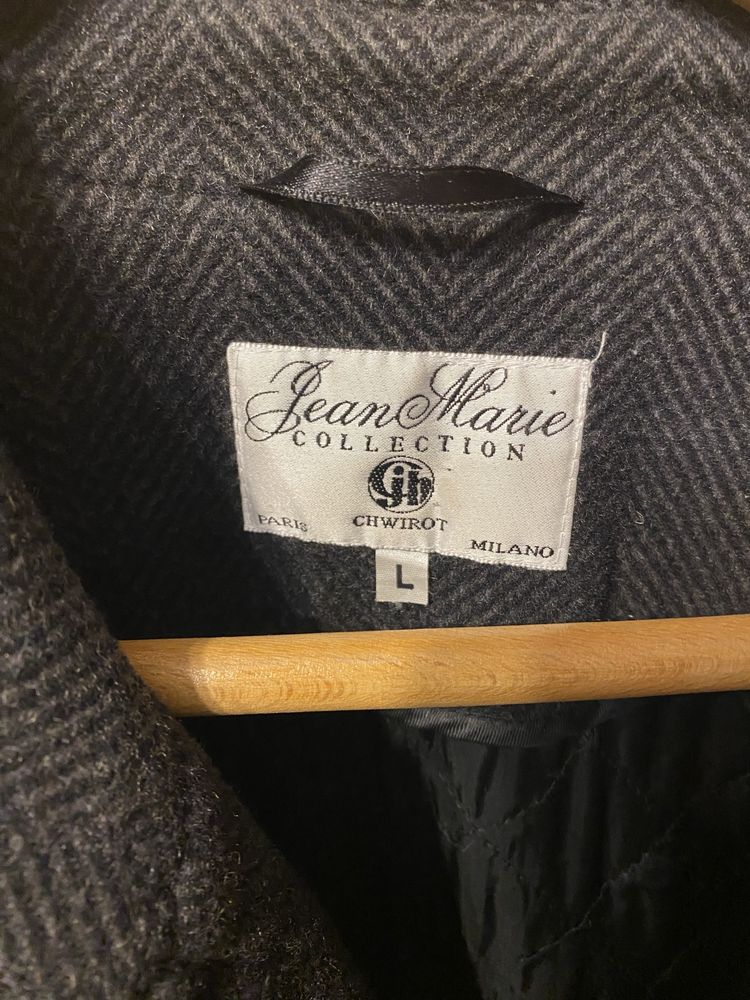 Jean Marie
COLLECTION
CHWIROT
PARIS
MILANO
L